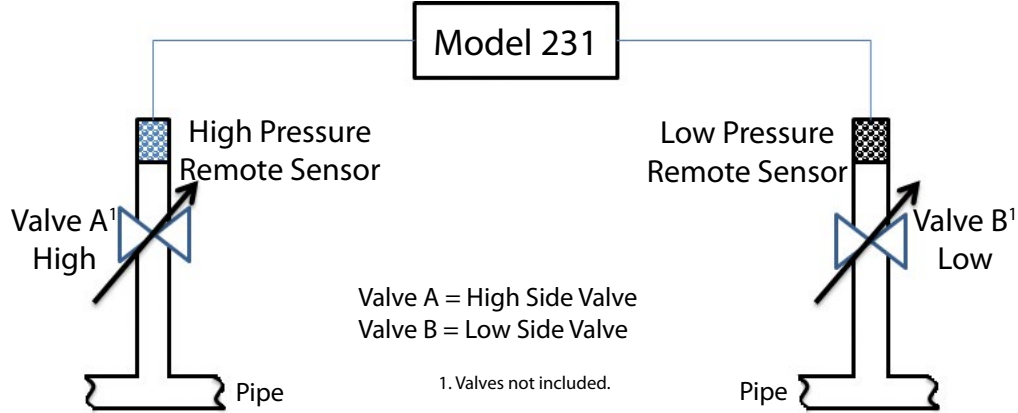 Model 231
High Pressure
Remote Sensor
Low Pressure
Remote Sensor
Valve A¹
High
Valve B¹
Low
Valve A = High Side Valve
Valve B = Low Side Valve
1. Valves not included.
Pipe
Pipe